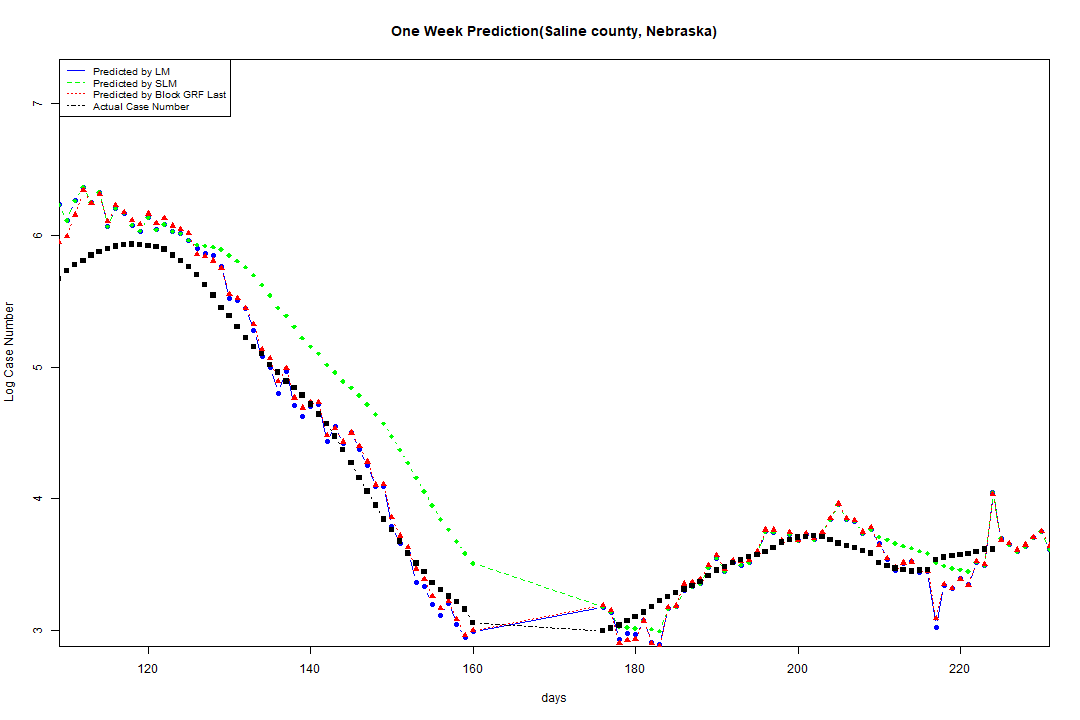 One Week Prediction(Saline county, Nebraska)
Predicted by LM
Predicted by SLM
Predicted by Block GRF Last
Actual Case Number
7
6
5
4
3
Log Case Number
120
140
160
180
200
220
days